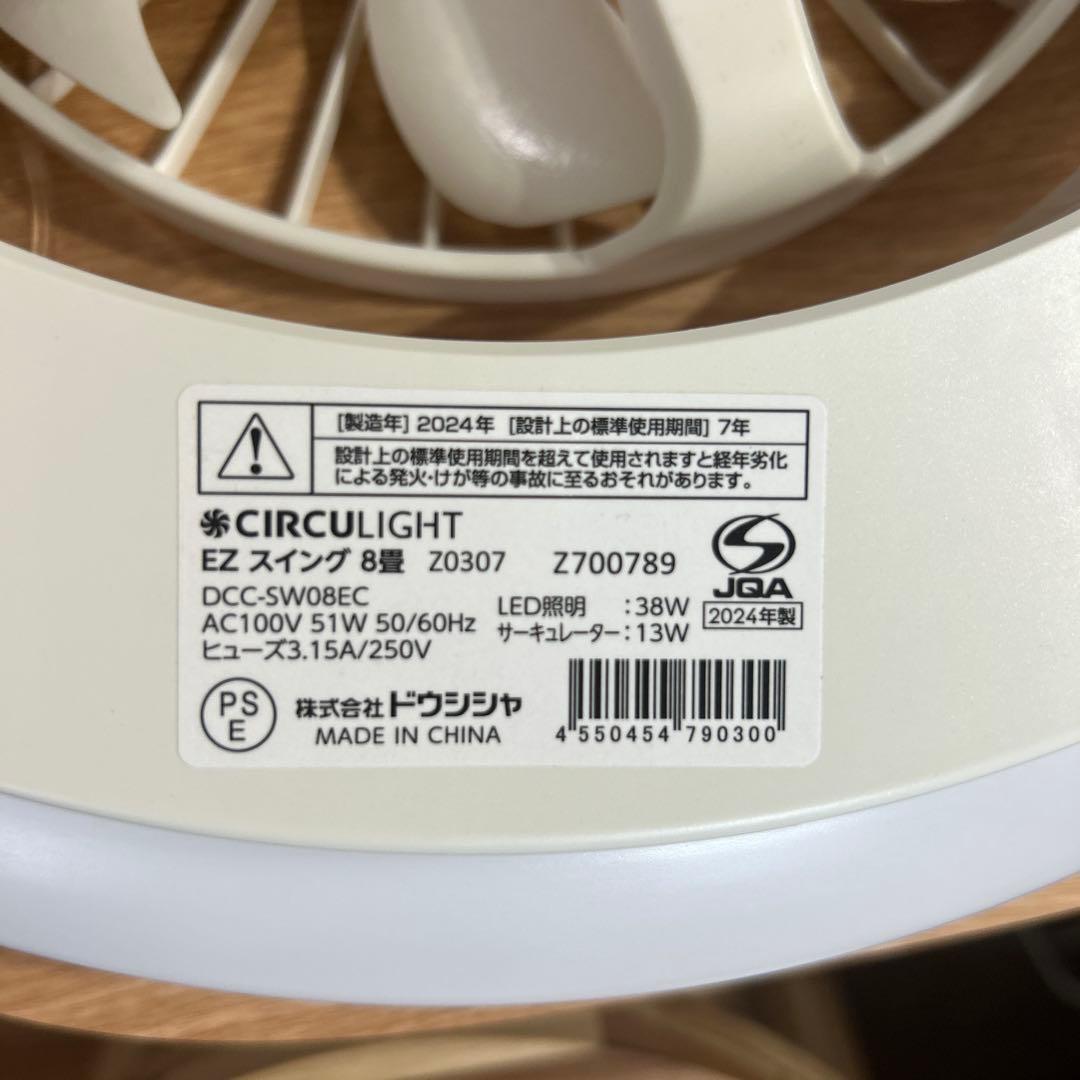 [製造年] 2024年 [設計上の標準使用期間] 7年
設計上の標準使用期間を超えて使用されますと経年劣化
による発火・けが等の事故に至るおそれがあります。
CIRCULIGHT
EZ スイング 8畳 Z0307 Z700789
DCC-SW08EC
AC100V 51W 50/60Hz
ヒューズ3.15A/250V
LED照明 :38W
サーキュレーター:13W
JQA
2024年製
PS
E
株式会社ドウシシャ
MADE IN CHINA
4 550454 790300